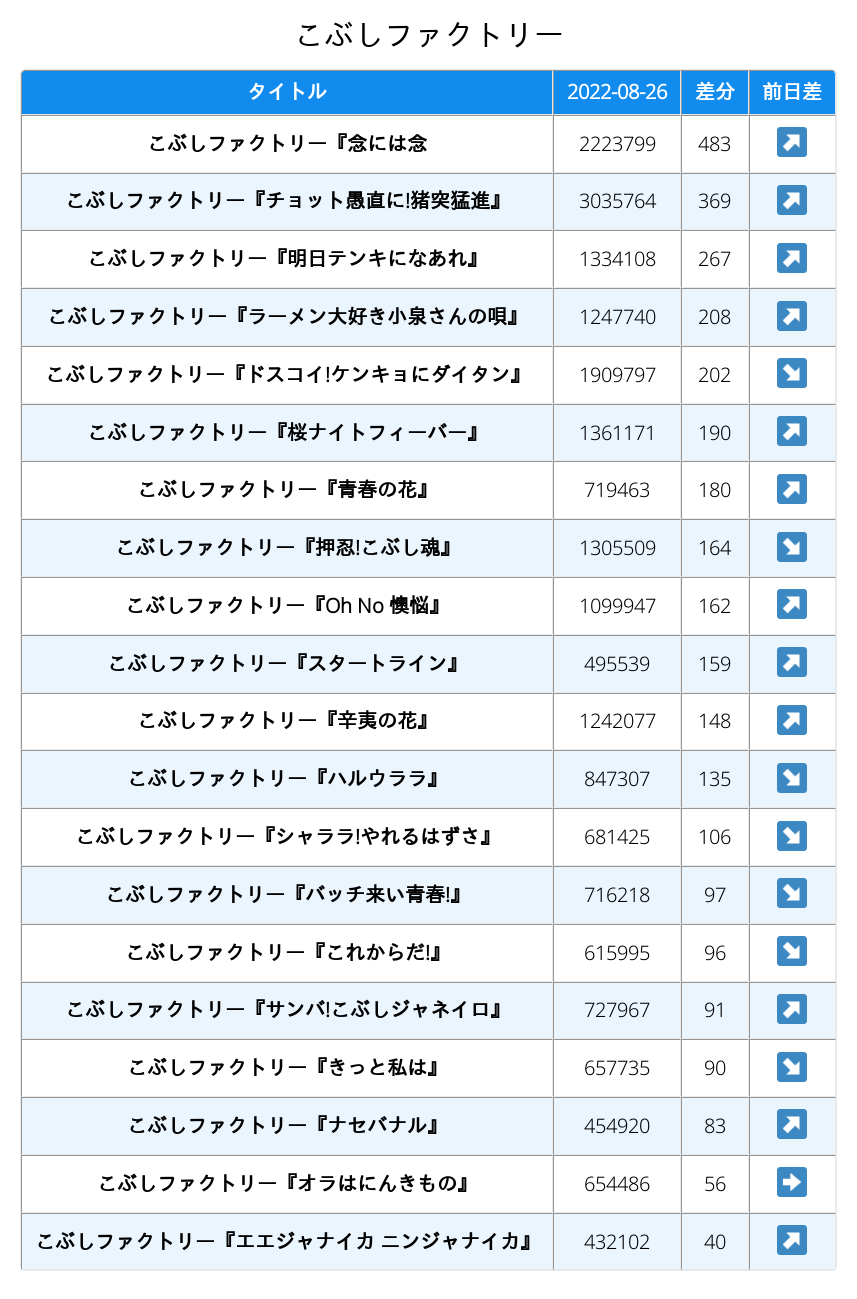 こぶしファクトリー
タイトル 2022-08-26 差分 前日差
こぶしファクトリー『念には念 2223799 483 ↗
こぶしファクトリー『チョット愚直に!猪突猛進』 3035764 369 ↗
こぶしファクトリー『明日テンキになあれ』 1334108 267 ↗
こぶしファクトリー『ラーメン大好き小泉さんの唄』 1247740 208 ↗
こぶしファクトリー『ドスコイ!ケンキョにダイタン』 1909797 202 ↘
こぶしファクトリー『桜ナイトフィーバー』 1361171 190 ↗
こぶしファクトリー『青春の花』 719463 180 ↗
こぶしファクトリー『押忍!こぶし魂』 1305509 164 ↘
こぶしファクトリー『Oh No 懊悩』 1099947 162 ↗
こぶしファクトリー『スタートライン』 495539 159 ↗
こぶしファクトリー『辛夷の花』 1242077 148 ↗
こぶしファクトリー『ハルウララ』 847307 135 ↘
こぶしファクトリー『シャララ!やれるはずさ』 681425 106 ↘
こぶしファクトリー『バッチ来い青春!』 716218 97 ↘
こぶしファクトリー『これからだ!』 615995 96 ↘
こぶしファクトリー『サンバ!こぶしジャネイロ』 727967 91 ↗
こぶしファクトリー『きっと私は』 657735 90 ↘
こぶしファクトリー『ナセバナル』 454920 83 ↗
こぶしファクトリー『オラはにんきもの』 654486 56 →
こぶしファクトリー『エエジャナイカ ニンジャナイカ』 432102 40 ↗